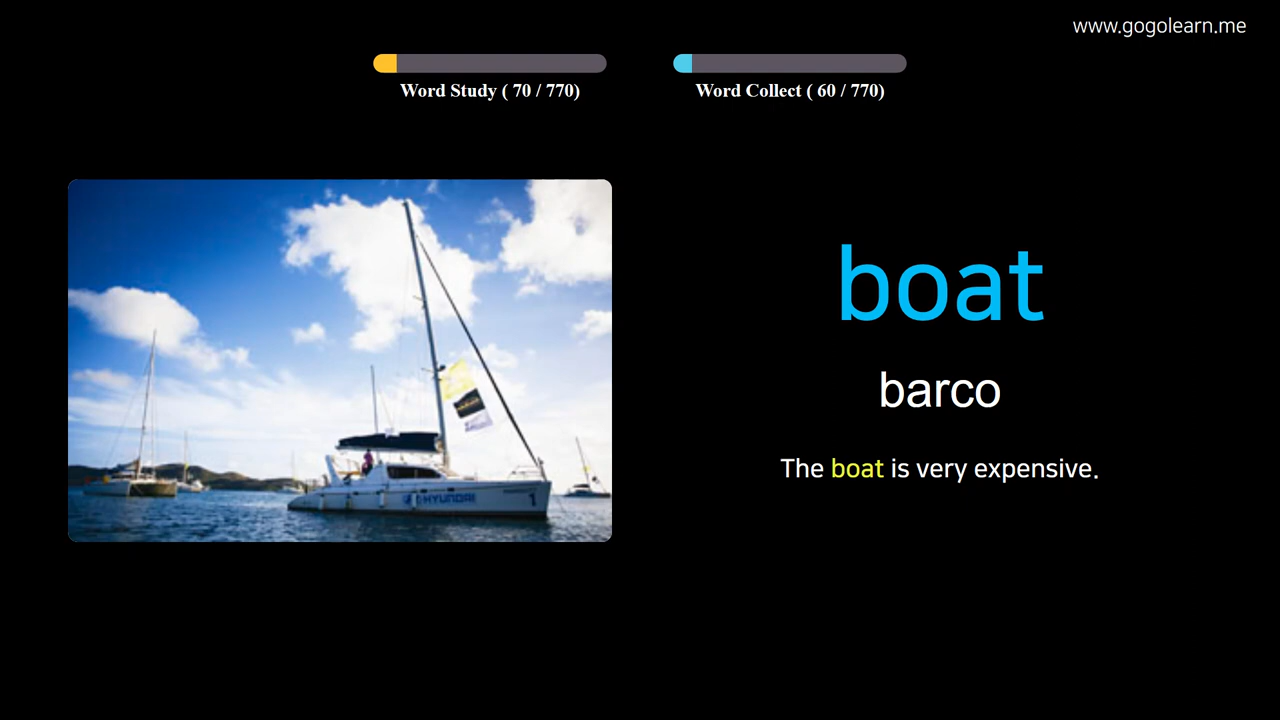 www.gogolearn.me
Word Study ( 70 / 770)
Word Collect ( 60 / 770)
boat
barco
The boat is very expensive.
HYUNDAI
1